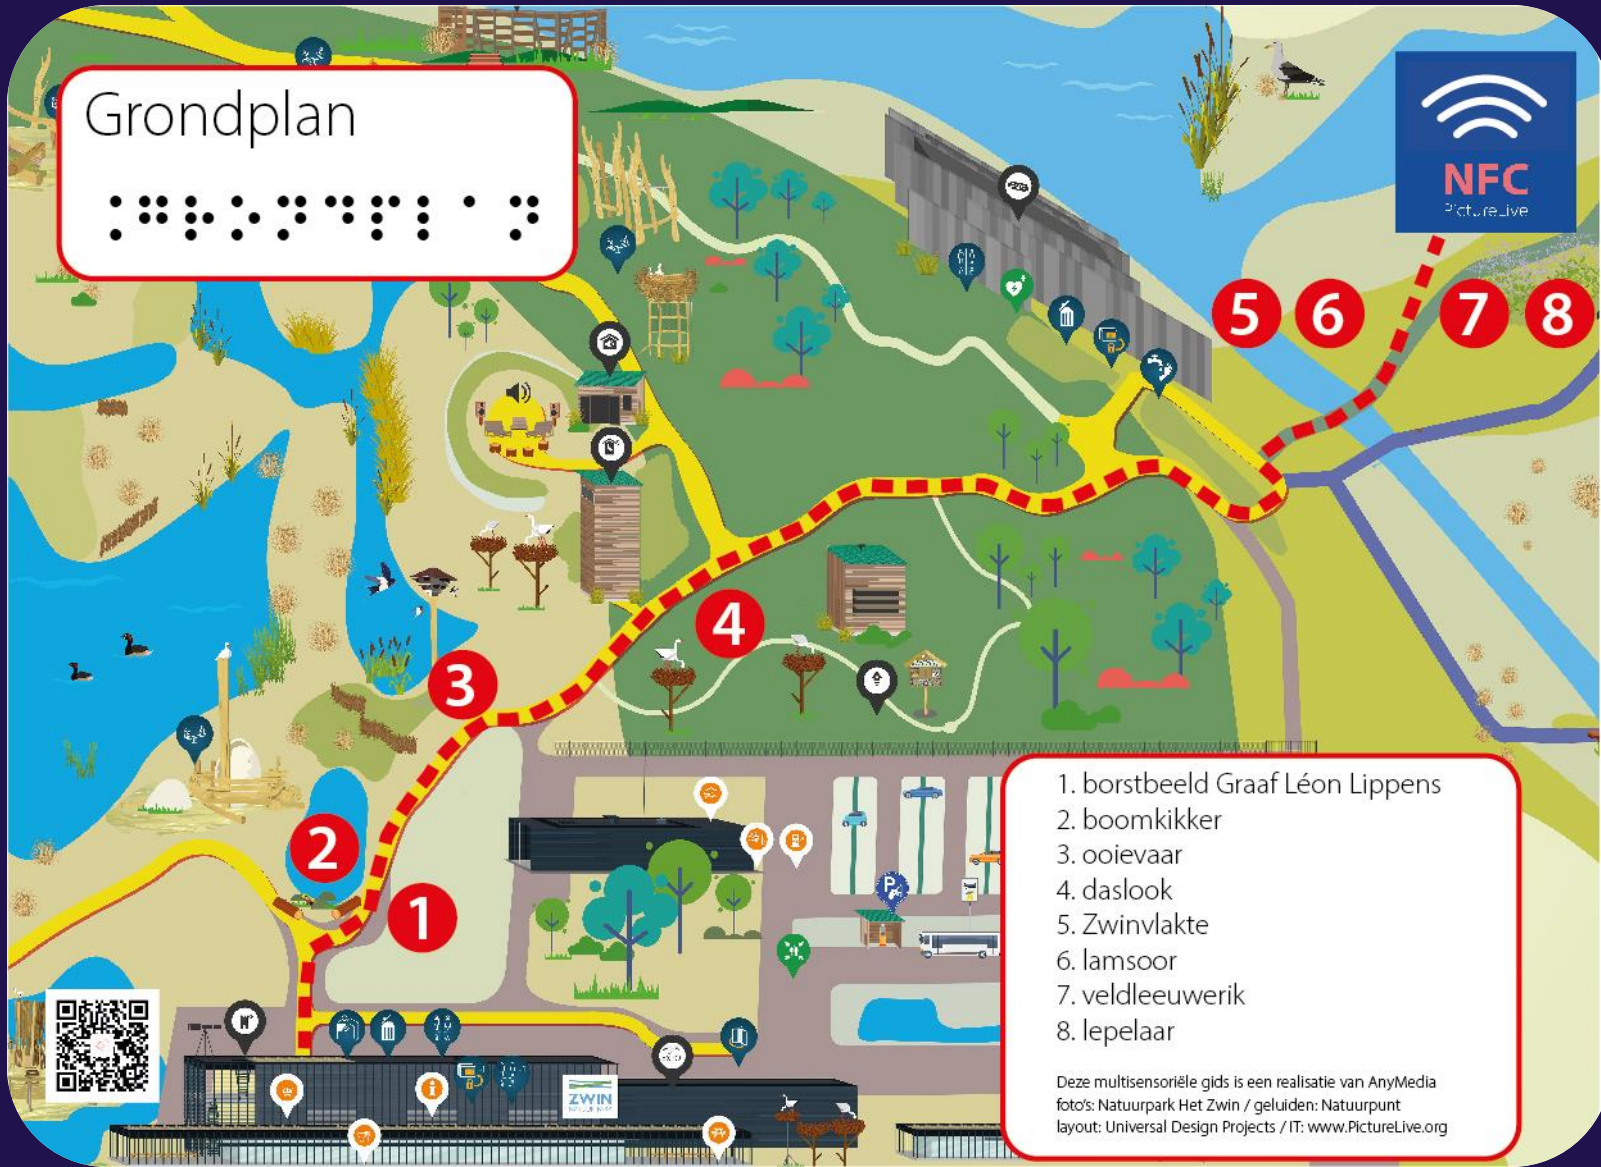 Grondplan
⠨⠛⠗⠕⠝⠙⠏⠇⠁⠝
NFC
PictureLive
5 6 7 8
4
3
2
1
P
ZWIN
NATUUR PARK
1. borstbeeld Graaf Léon Lippens
2. boomkikker
3. ooievaar
4. daslook
5. Zwinvlakte
6. lamsoor
7. veldleeuwerik
8. lepelaar
Deze multisensoriële gids is een realisatie van AnyMedia
foto's: Natuurpark Het Zwin / geluiden: Natuurpunt
layout: Universal Design Projects / IT: www.PictureLive.org